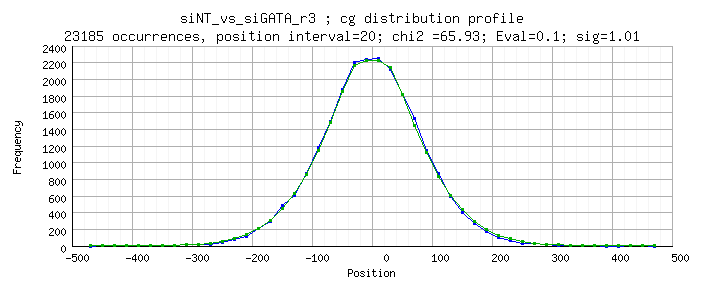 siNT_vs_siGATA_r3 ; cg distribution profile
23185 occurrences, position interval=20; chi2 =65.93; Eval=0.1; sig=1.01
2400
2200
2000
1800
1600
1400
1200
1000
800
600
400
200
0
Frequency
-500 -400 -300 -200 -100 0 100 200 300 400 500
Position